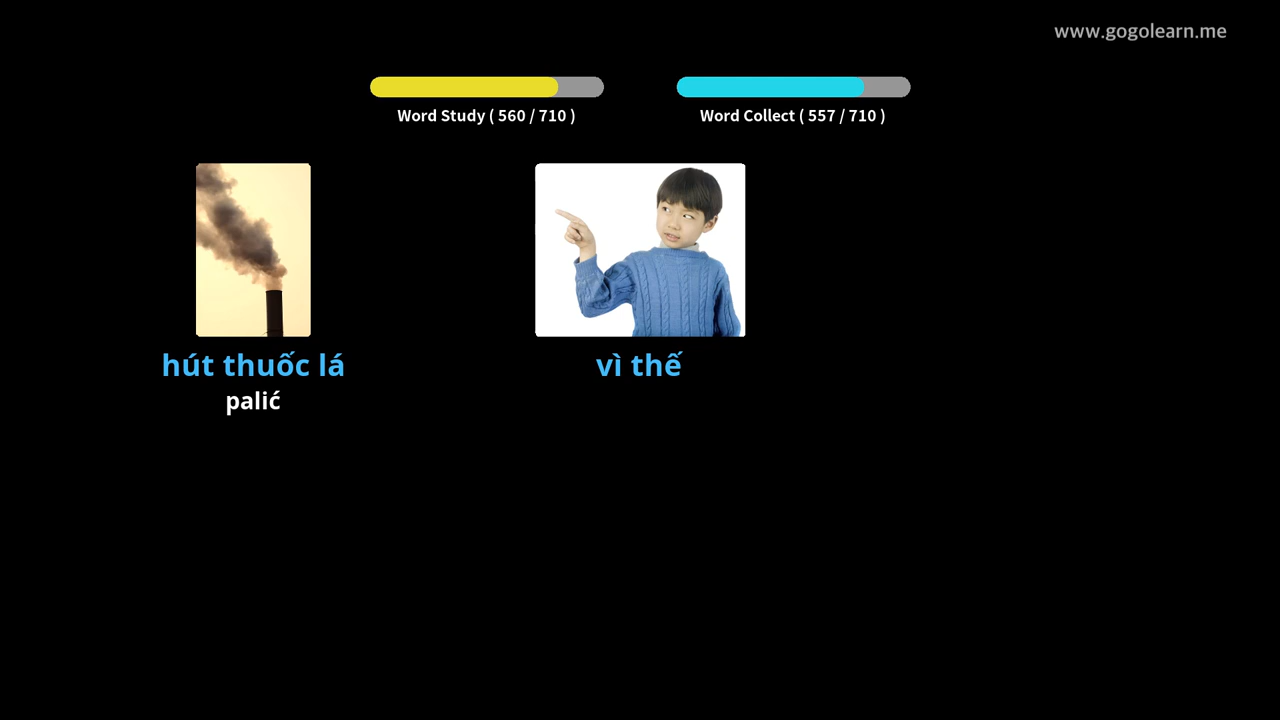 www.gogolearn.me
Word Study ( 560 / 710 )
Word Collect ( 557 / 710 )
hút thuốc lá
palić
vì thế